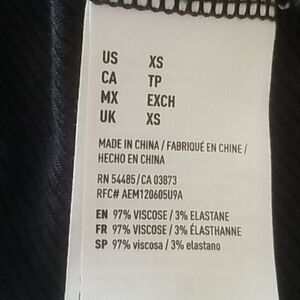 US XS
CA TP
MX EXCH
UK XS
MADE IN CHINA / FABRIQUÉ EN CHINE /
HECHO EN CHINA
RN 54485 / CA 03873
RFC# AEM120605U9A
EN 97% VISCOSE / 3% ELASTANE
FR 97% VISCOSE / 3% ÉLASTHANNE
SP 97% viscosa / 3% elastano